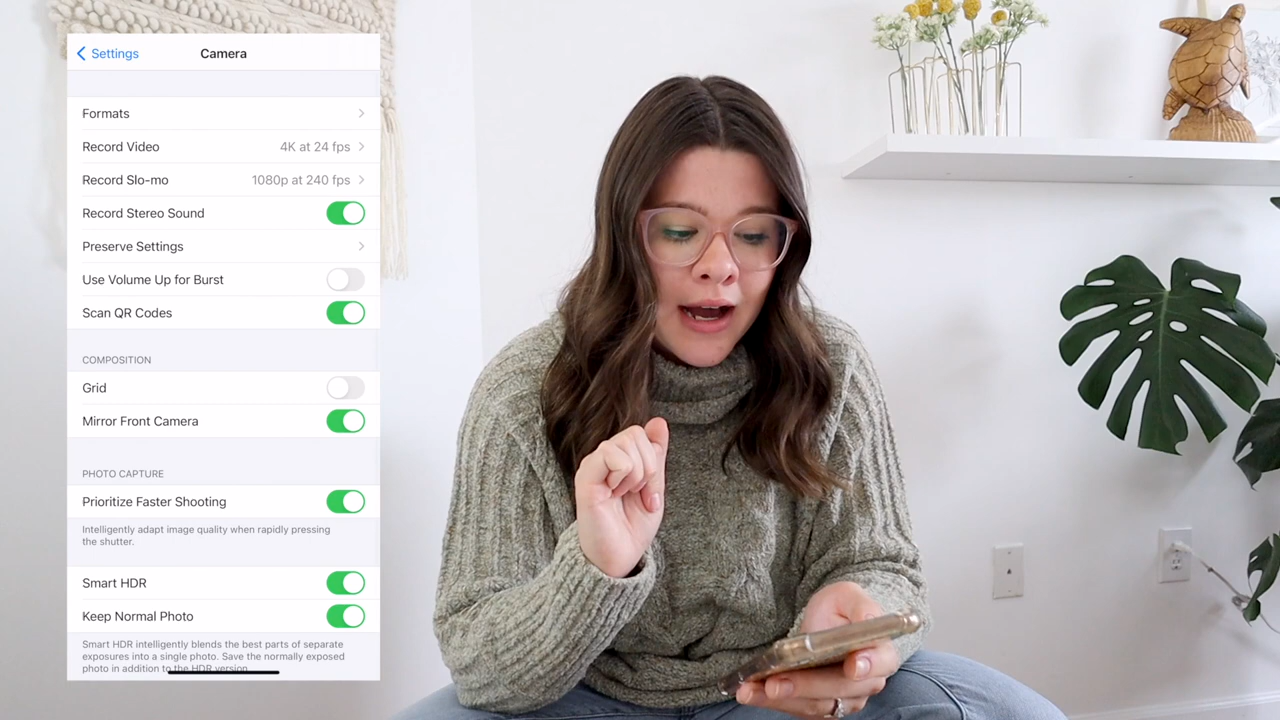 Settings
Camera
Formats
Record Video 4K at 24 fps
Record Slo-mo 1080p at 240 fps
Record Stereo Sound
Preserve Settings
Use Volume Up for Burst
Scan QR Codes
COMPOSITION
Grid
Mirror Front Camera
PHOTO CAPTURE
Prioritize Faster Shooting
Intelligently adapt image quality when rapidly pressing
the shutter.
Smart HDR
Keep Normal Photo
Smart HDR intelligently blends the best parts of separate
exposures into a single photo. Save the normally exposed
photo in addition to the HDR version.